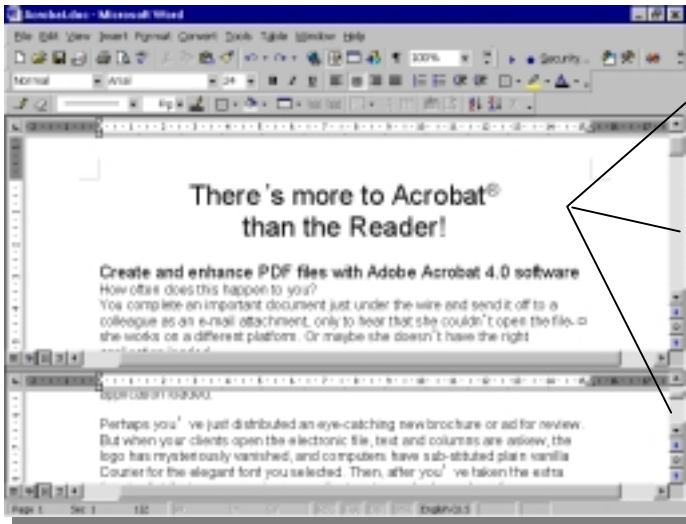 Acrobat.doc - Microsoft Word
File Edit View Insert Format Convert Tools Table Window Help
100% Security...
Normal Arial 24
There's more to Acrobat®
than the Reader!
Create and enhance PDF files with Adobe Acrobat 4.0 software
How often does this happen to you?
You complete an important document just under the wire and send it off to a
colleague as an e-mail attachment, only to hear that she couldn't open the file-
she works on a different platform. Or maybe she doesn't have the right
application loaded.
application loaded.
Perhaps you've just distributed an eye-catching new brochure or ad for review.
But when your clients open the electronic file, text and columns are askew, the
logo has mysteriously vanished, and computers have sub-stituted plain vanilla
Courier for the elegant font you selected. Then, after you've taken the extra
Page 1 Sec 1 1/2